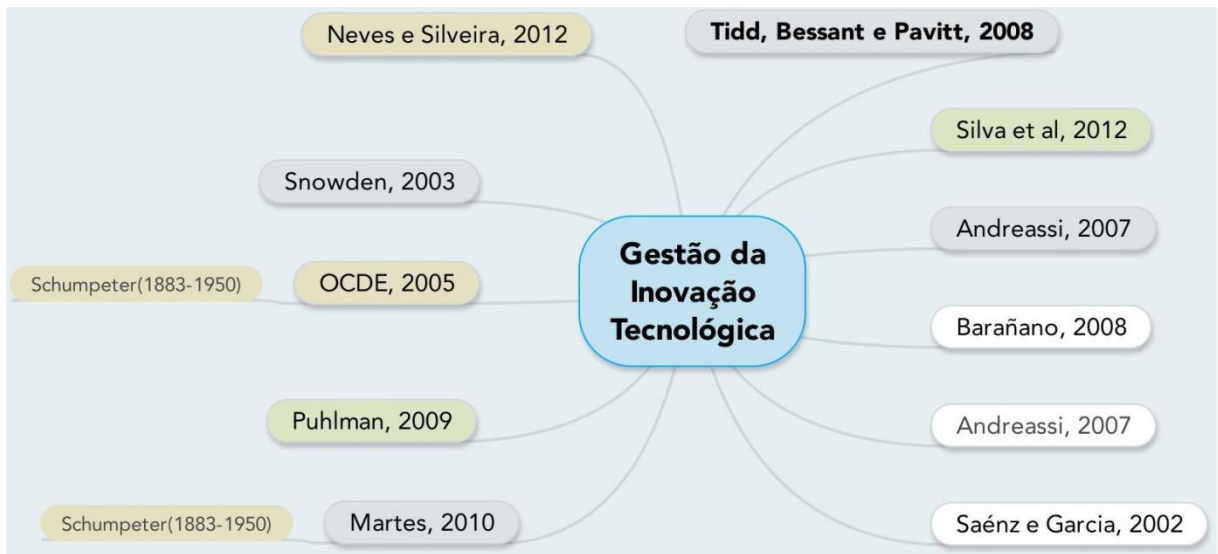 Neves e Silveira, 2012
Tidd, Bessant e Pavitt, 2008
Silva et al, 2012
Snowden, 2003
Andreassi, 2007
Gestão da
Inovação
Tecnológica
Schumpeter(1883-1950)
OCDE, 2005
Barañano, 2008
Puhlman, 2009
Andreassi, 2007
Schumpeter(1883-1950)
Martes, 2010
Saénz e Garcia, 2002